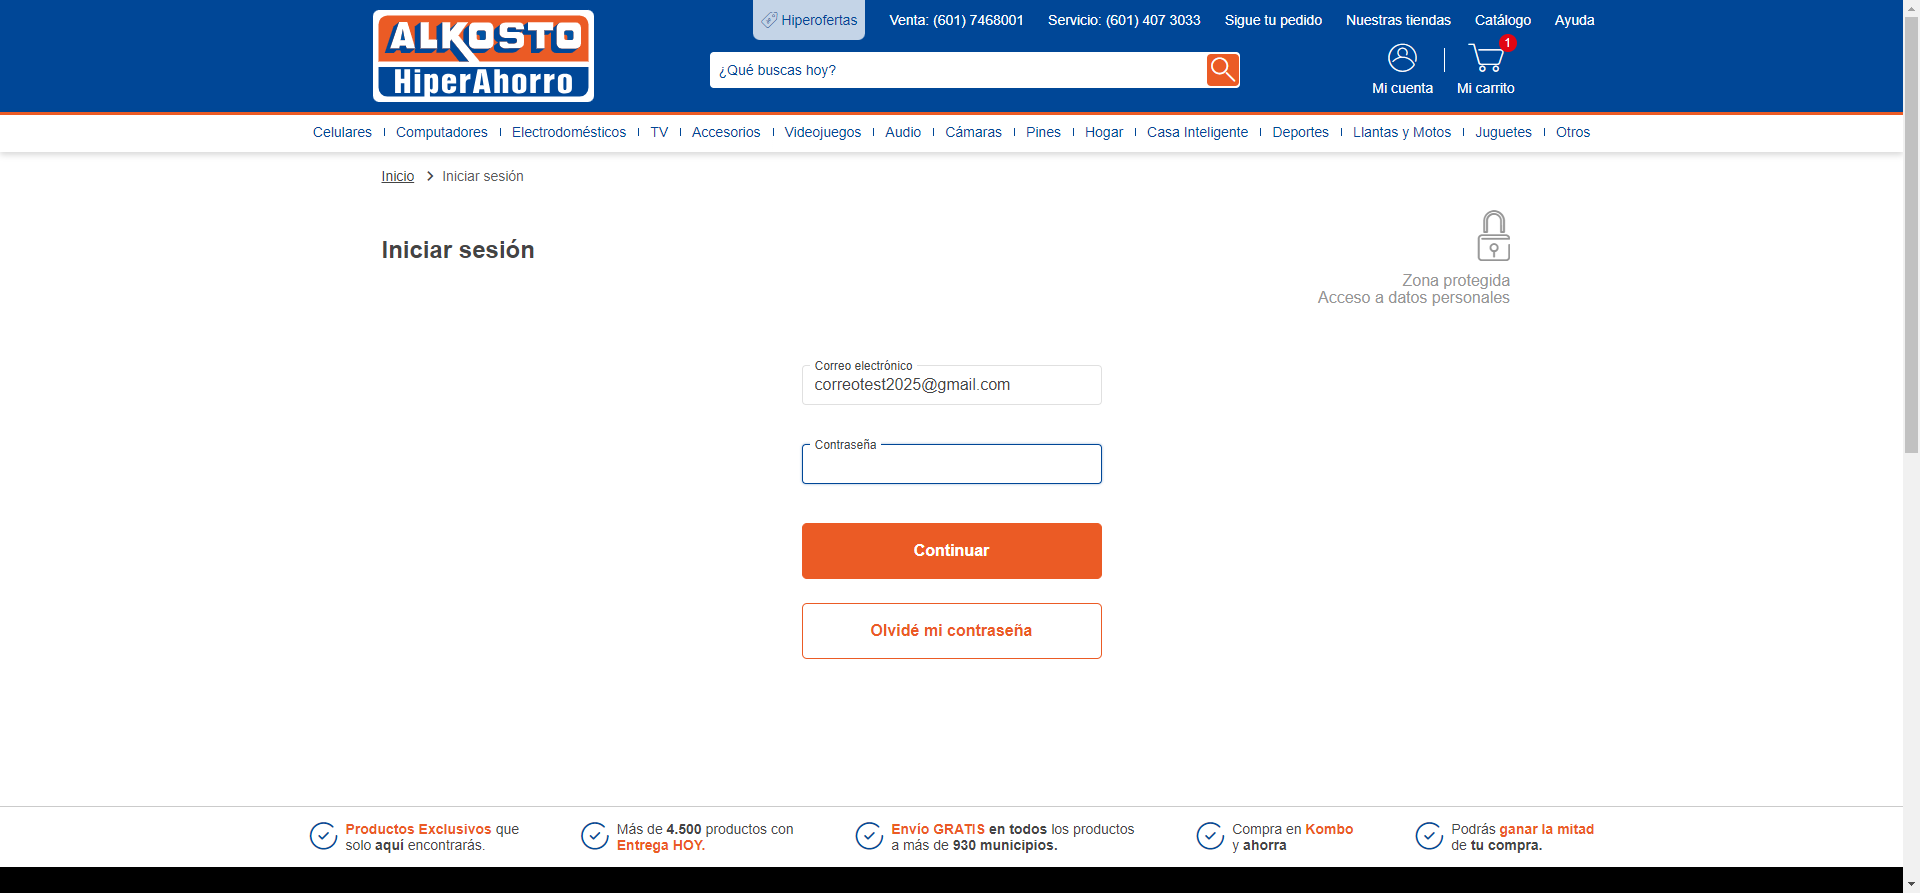 ALKOSTO
HiperAhorro
Hiperofertas
Venta: (601) 7468001
Servicio: (601) 407 3033
Sigue tu pedido
Nuestras tiendas
Catálogo
Ayuda
¿Qué buscas hoy?
Mi cuenta
1
Mi carrito
Celulares
Computadores
Electrodomésticos
TV
Accesorios
Videojuegos
Audio
Cámaras
Pines
Hogar
Casa Inteligente
Deportes
Llantas y Motos
Juguetes
Otros
Inicio
Iniciar sesión
Iniciar sesión
Zona protegida
Acceso a datos personales
Correo electrónico
correotest2025@gmail.com
Contraseña
Continuar
Olvidé mi contraseña
Productos Exclusivos que
solo aquí encontrarás.
Más de 4.500 productos con
Entrega HOY.
Envío GRATIS en todos los productos
a más de 930 municipios.
Compra en Kombo
y ahorra
Podrás ganar la mitad
de tu compra.